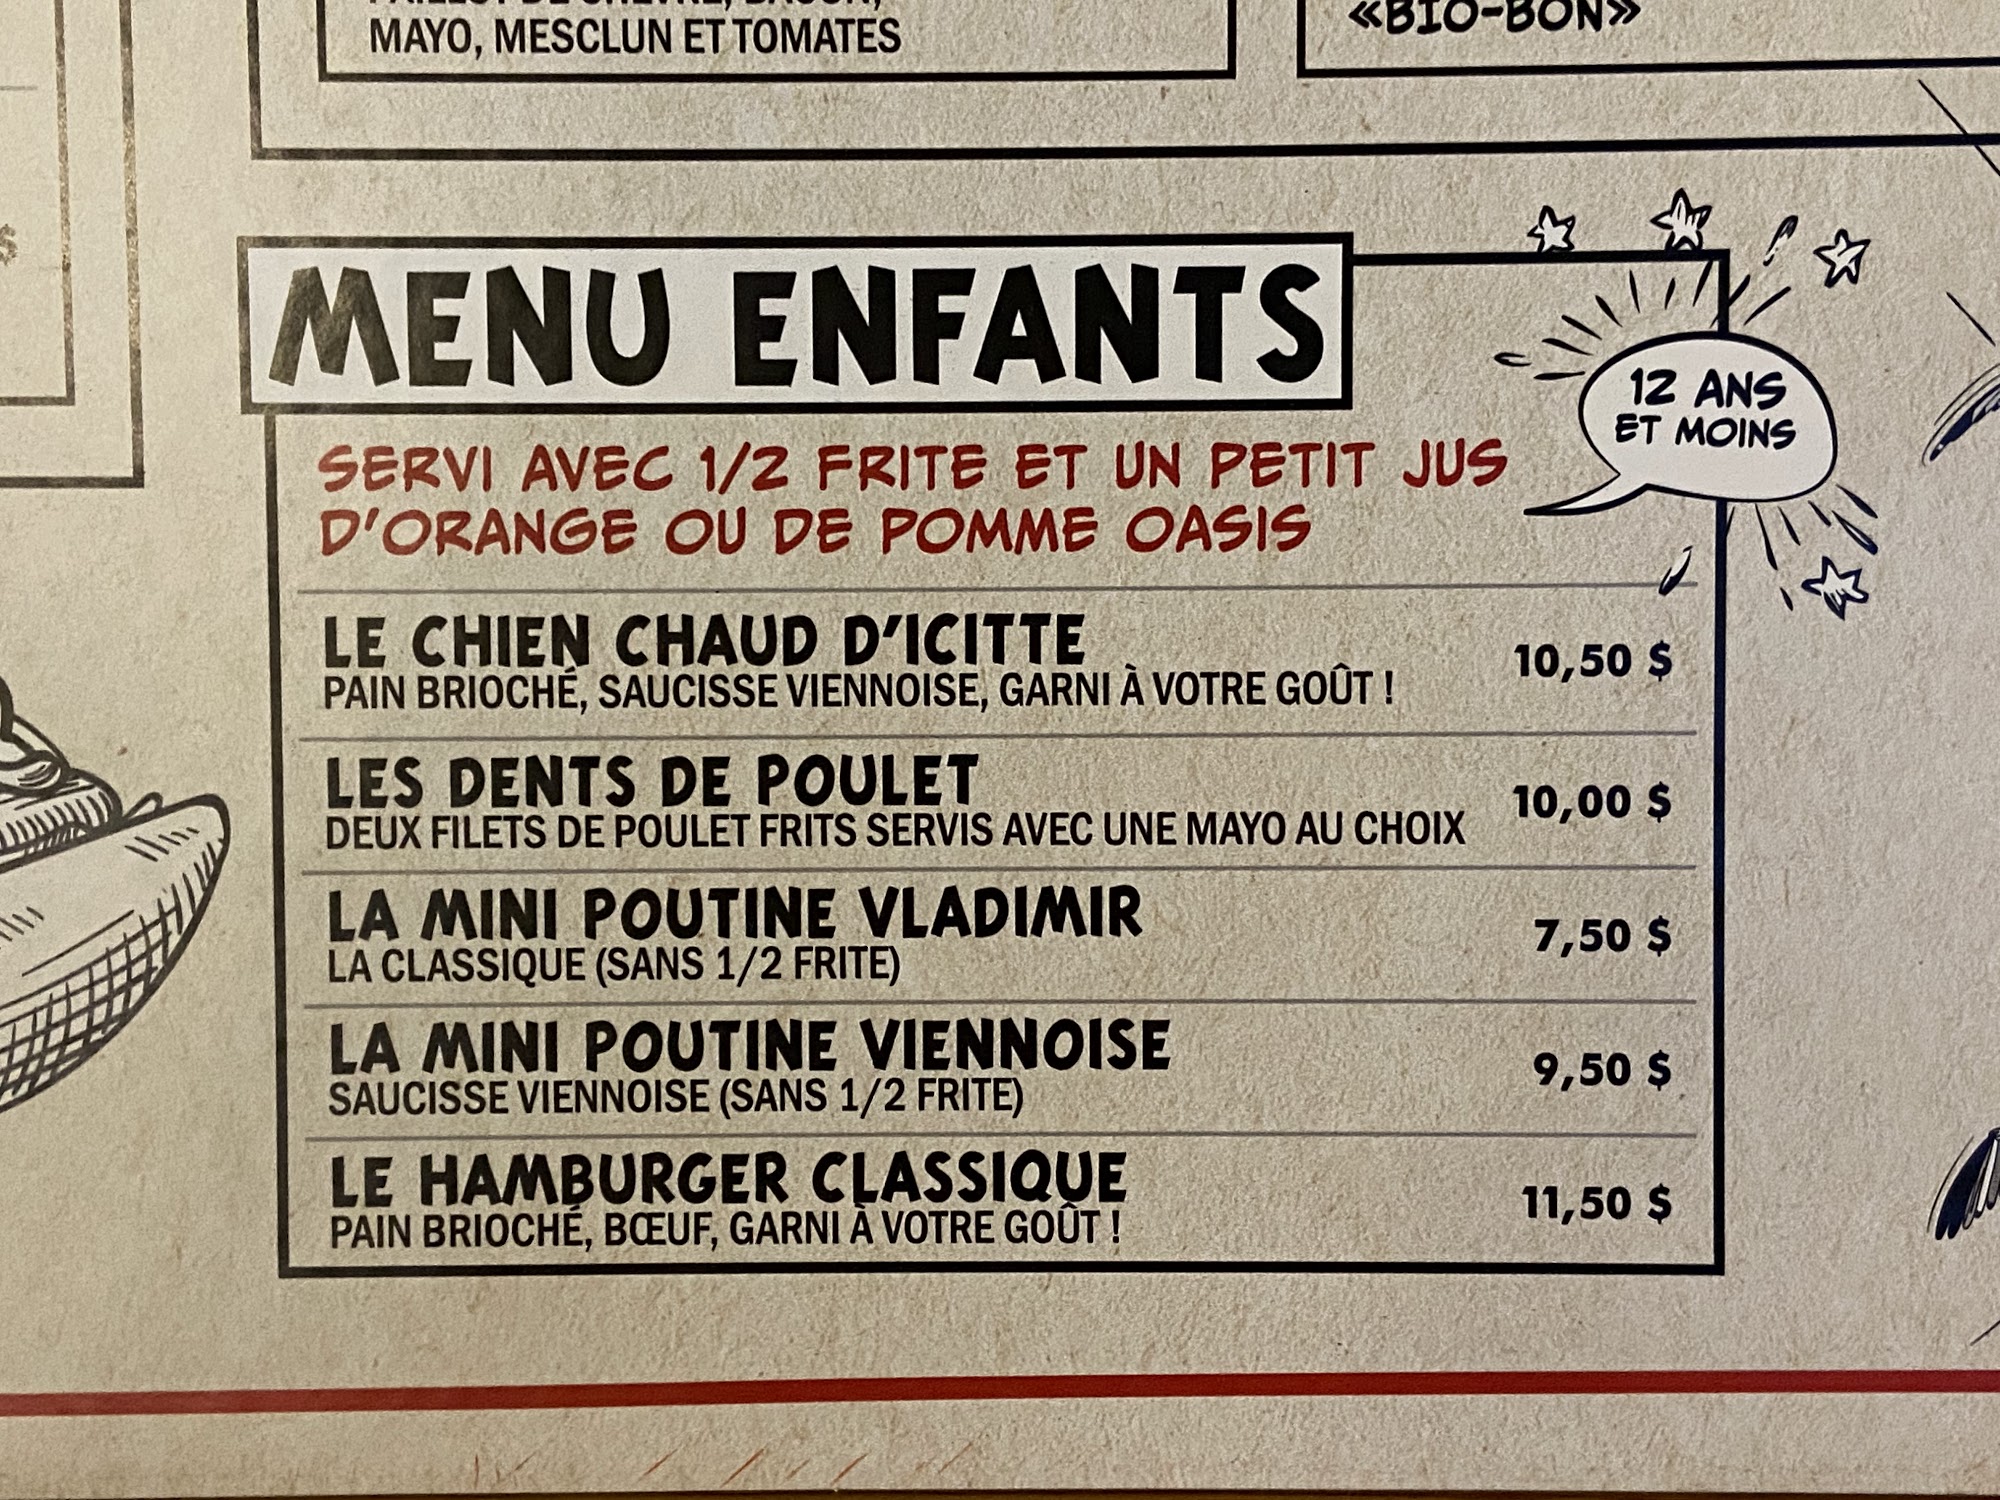 MAYO, MESCLUN ET TOMATES
«BIO-BON»
$
MENU ENFANTS
12 ANS
ET MOINS
SERVI AVEC 1/2 FRITE ET UN PETIT JUS
D'ORANGE OU DE POMME OASIS
LE CHIEN CHAUD D'ICITTE
PAIN BRIOCHÉ, SAUCISSE VIENNOISE, GARNI À VOTRE GOÛT !
10,50 $
LES DENTS DE POULET
DEUX FILETS DE POULET FRITS SERVIS AVEC UNE MAYO AU CHOIX
10,00 $
LA MINI POUTINE VLADIMIR
LA CLASSIQUE (SANS 1/2 FRITE)
7,50 $
LA MINI POUTINE VIENNOISE
SAUCISSE VIENNOISE (SANS 1/2 FRITE)
9,50 $
LE HAMBURGER CLASSIQUE
PAIN BRIOCHÉ, BŒUF, GARNI À VOTRE GOÛT !
11,50 $